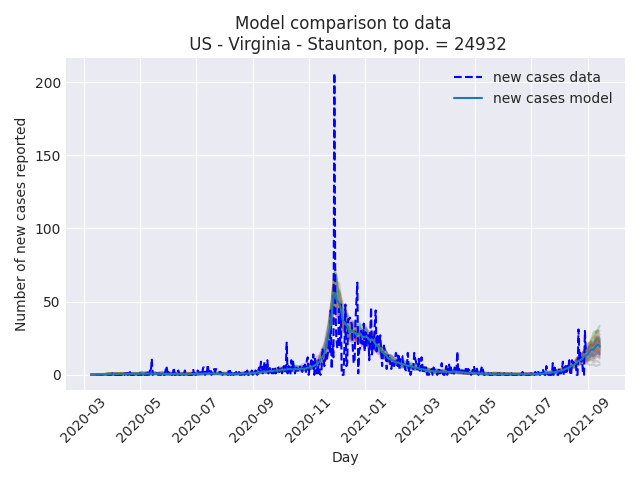 Model comparison to data
US - Virginia - Staunton, pop. = 24932
new cases data
new cases model
Number of new cases reported
200
150
100
50
0
2020-03
2020-05
2020-07
2020-09
2020-11
2021-01
2021-03
2021-05
2021-07
2021-09
Day